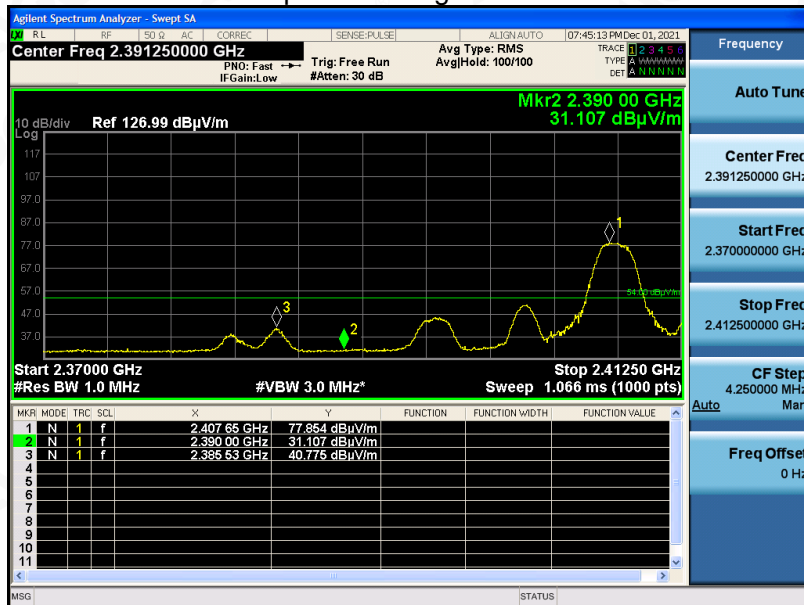 Agilent Spectrum Analyzer - Swept SA
LXI RL RF 50 Ω AC CORREC SENSE:PULSE ALIGN AUTO 07:45:13 PM Dec 01, 2021
Center Freq 2.391250000 GHz
PNO: Fast
IFGain:Low
Trig: Free Run
#Atten: 30 dB
Avg Type: RMS
Avg|Hold: 100/100
TRACE 1 2 3 4 5 6
TYPE A WWWWW
DET A N N N N N
Mkr2 2.390 00 GHz
31.107 dBµV/m
10 dB/div Ref 126.99 dBµV/m
Log
117
107
97.0
87.0
77.0
67.0
57.0
47.0
37.0
1
54.00 dBµV/m
3
2
Start 2.37000 GHz Stop 2.41250 GHz
#Res BW 1.0 MHz #VBW 3.0 MHz* Sweep 1.066 ms (1000 pts)
MKR MODE TRC SCL X Y FUNCTION FUNCTION WIDTH FUNCTION VALUE
1 N 1 f 2.407 65 GHz 77.854 dBµV/m
2 N 1 f 2.390 00 GHz 31.107 dBµV/m
3 N 1 f 2.385 53 GHz 40.775 dBµV/m
4
5
6
7
8
9
10
11
MSG STATUS
Frequency
Auto Tune
Center Freq
2.391250000 GHz
Start Freq
2.370000000 GHz
Stop Freq
2.412500000 GHz
CF Step
4.250000 MHz
Auto Man
Freq Offset
0 Hz